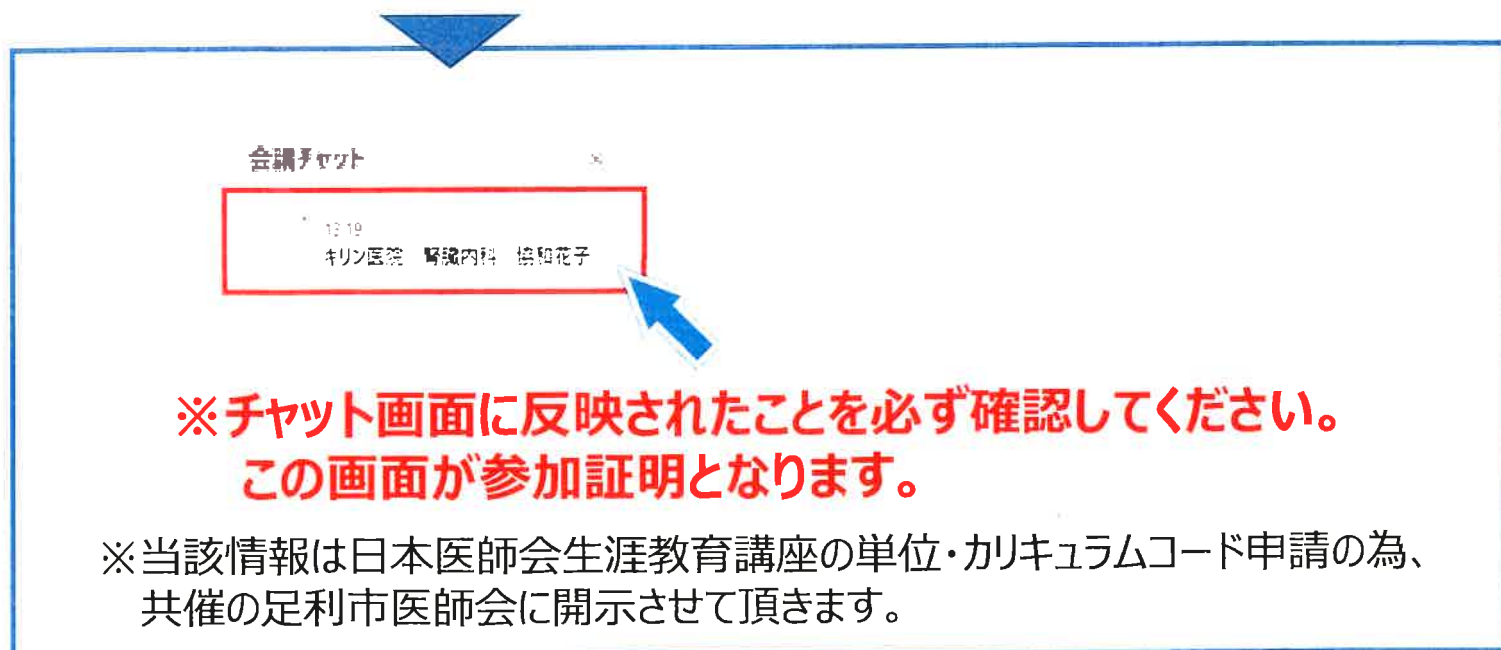 会議チャット
キリン医院 腎臓内科 協和花子
※チャット画面に反映されたことを必ず確認してください。
この画面が参加証明となります。
※当該情報は日本医師会生涯教育講座の単位・カリキュラムコード申請の為、
共催の足利市医師会に開示させて頂きます。